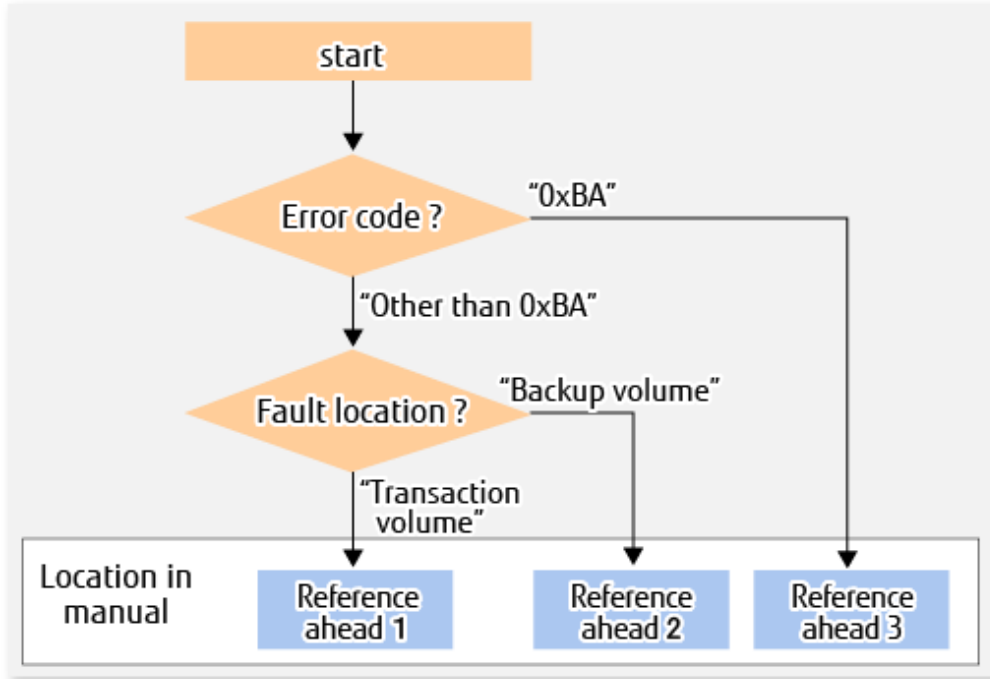 start
Error code ?
“0xBA”
“Other than 0xBA”
Fault location ?
“Backup volume”
“Transaction
volume”
Location in
manual
Reference
ahead 1
Reference
ahead 2
Reference
ahead 3